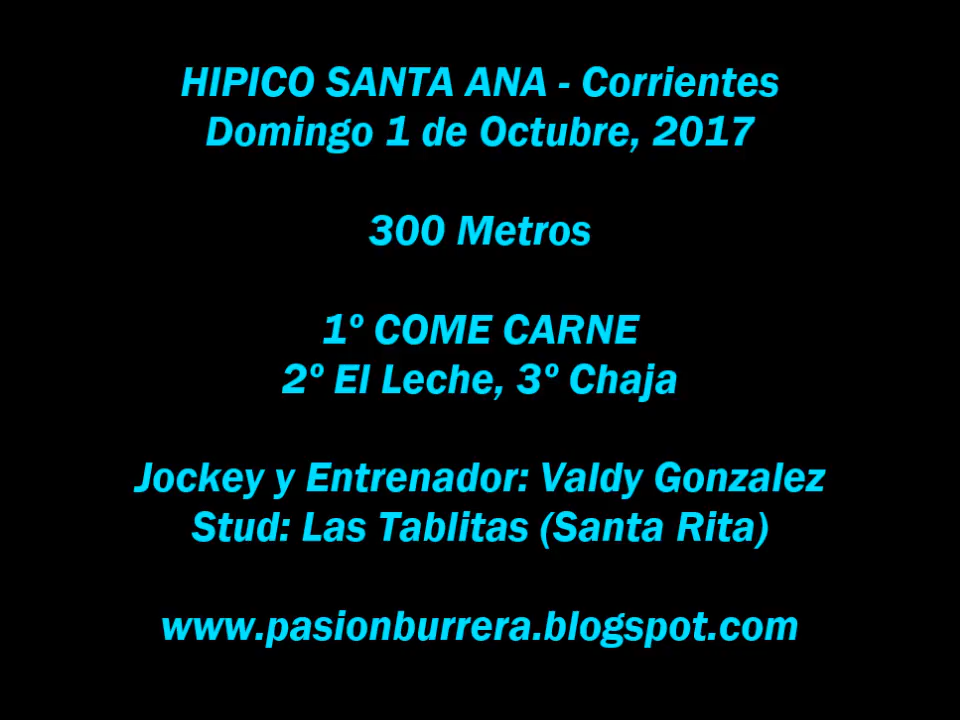 HIPICO SANTA ANA - Corrientes
Domingo 1 de Octubre, 2017
300 Metros
1º COME CARNE
2º El Leche, 3º Chaja
Jockey y Entrenador: Valdy Gonzalez
Stud: Las Tablitas (Santa Rita)
www.pasionburrera.blogspot.com